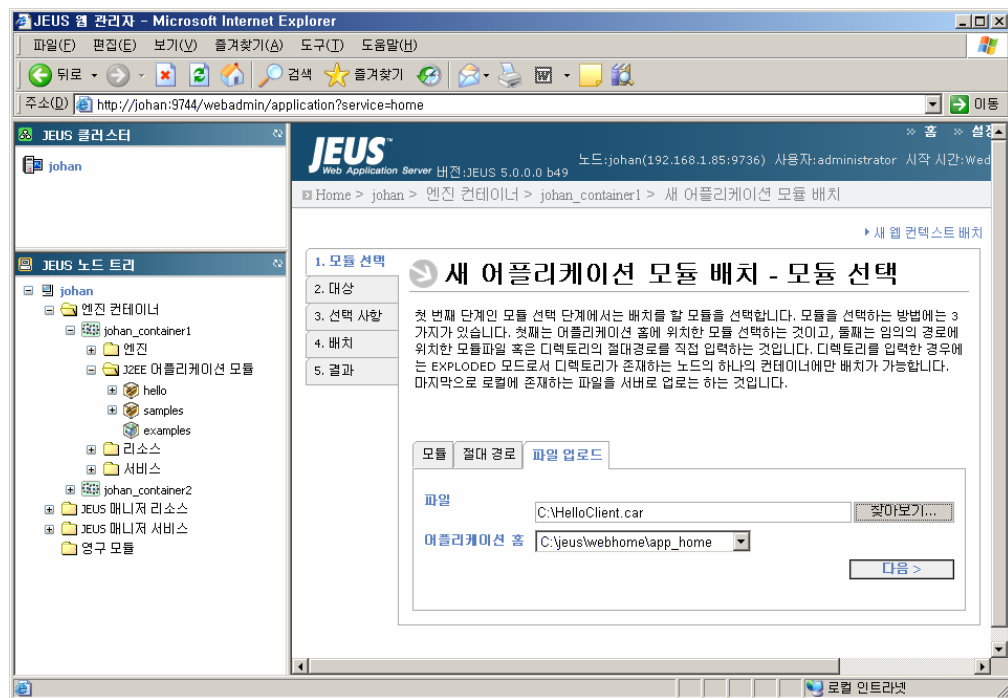 JEUS 웹 관리자 - Microsoft Internet Explorer
파일(F) 편집(E) 보기(V) 즐겨찾기(A) 도구(T) 도움말(H)
뒤로 검색 즐겨찾기
주소(D) http://johan:9744/webadmin/application?service=home 이동
JEUS 클러스터
johan
JEUS 노드 트리
johan
엔진 컨테이너
johan_container1
엔진
J2EE 어플리케이션 모듈
hello
samples
examples
리소스
서비스
johan_container2
JEUS 매니저 리소스
JEUS 매니저 서비스
영구 모듈
» 홈 » 설정
JEUS™
Web Application Server 버전:JEUS 5.0.0.0 b49
노드:johan(192.168.1.85:9736) 사용자:administrator 시작 시간:Wed
Home > johan > 엔진 컨테이너 > johan_container1 > 새 어플리케이션 모듈 배치
새 웹 컨텍스트 배치
1. 모듈 선택
2. 대상
3. 선택 사항
4. 배치
5. 결과
새 어플리케이션 모듈 배치 - 모듈 선택
첫 번째 단계인 모듈 선택 단계에서는 배치를 할 모듈을 선택합니다. 모듈을 선택하는 방법에는 3
가지가 있습니다. 첫째는 어플리케이션 홈에 위치한 모듈 선택하는 것이고, 둘째는 임의의 경로에
위치한 모듈파일 혹은 디렉토리의 절대경로를 직접 입력하는 것입니다. 디렉토리를 입력한 경우에
는 EXPLODED 모드로서 디렉토리가 존재하는 노드의 하나의 컨테이너에만 배치가 가능합니다.
마지막으로 로컬에 존재하는 파일을 서버로 업로는 하는 것입니다.
모듈 절대 경로 파일 업로드
파일 C:\HelloClient.car 찾아보기...
어플리케이션 홈 C:\jeus\webhome\app_home
다음 >
로컬 인트라넷